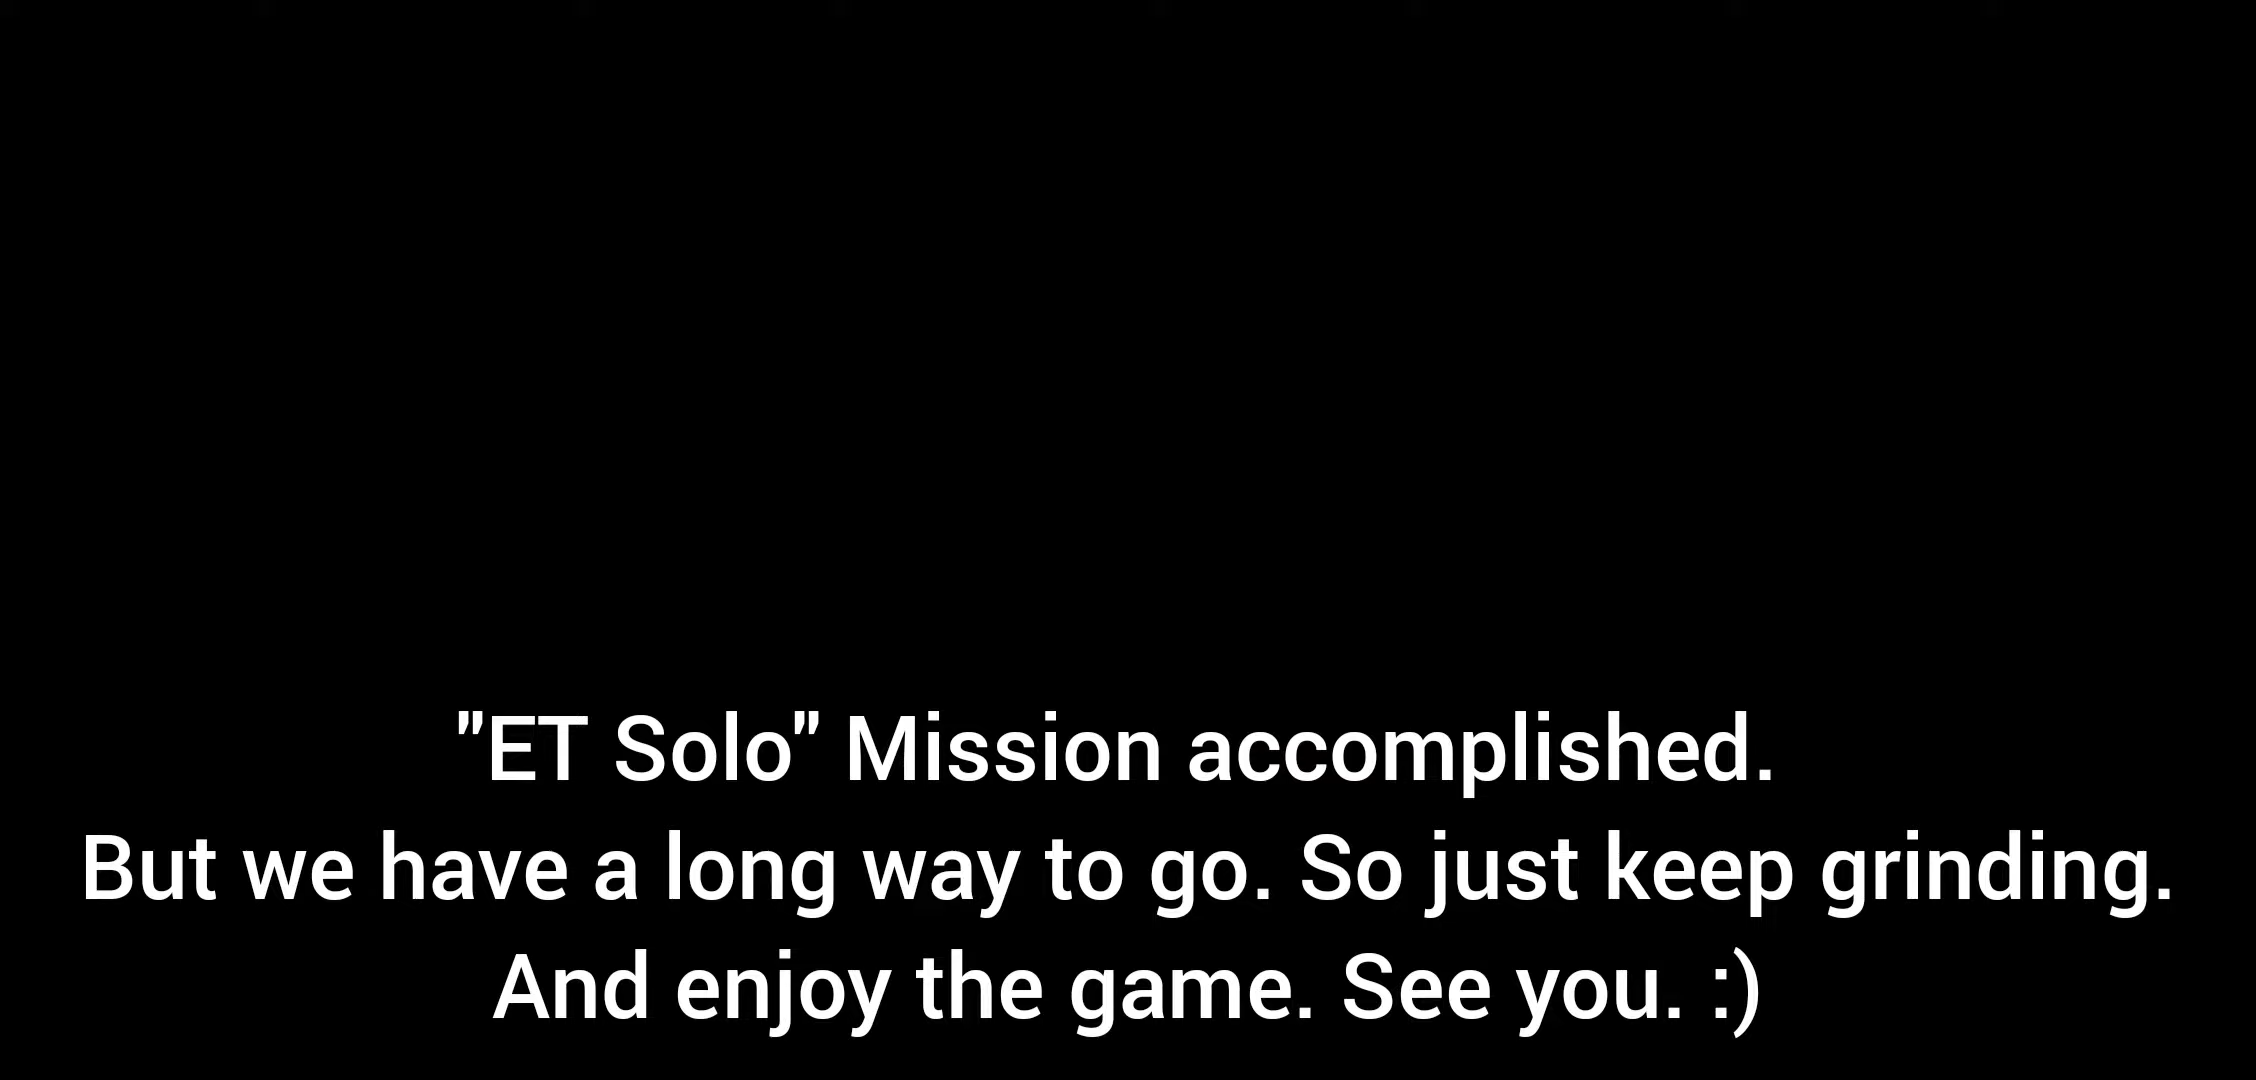 "ET Solo" Mission accomplished.
But we have a long way to go. So just keep grinding.
And enjoy the game. See you. :)